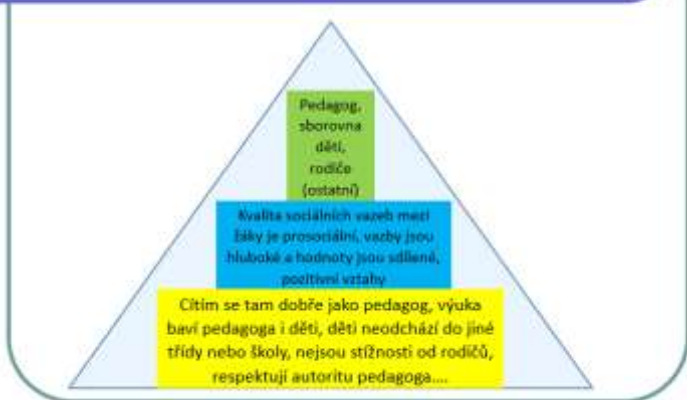 Pedagog,
sborovna
děti,
rodiče
(ostatní)
Kvalita sociálních vazeb mezi
žáky je prosociální, vazby jsou
hluboké a hodnoty jsou sdílené,
pozitivní vztahy
Cítím se tam dobře jako pedagog, výuka
baví pedagoga i děti, děti neodchází do jiné
třídy nebo školy, nejsou stížnosti od rodičů,
respektují autoritu pedagoga....